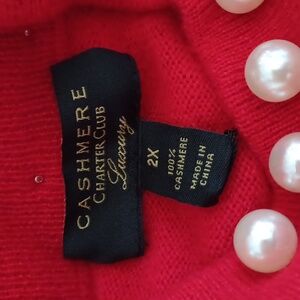 CASHMERE
CHARTER CLUB
Luxury
2X
100%
CASHMERE
MADE IN
CHINA